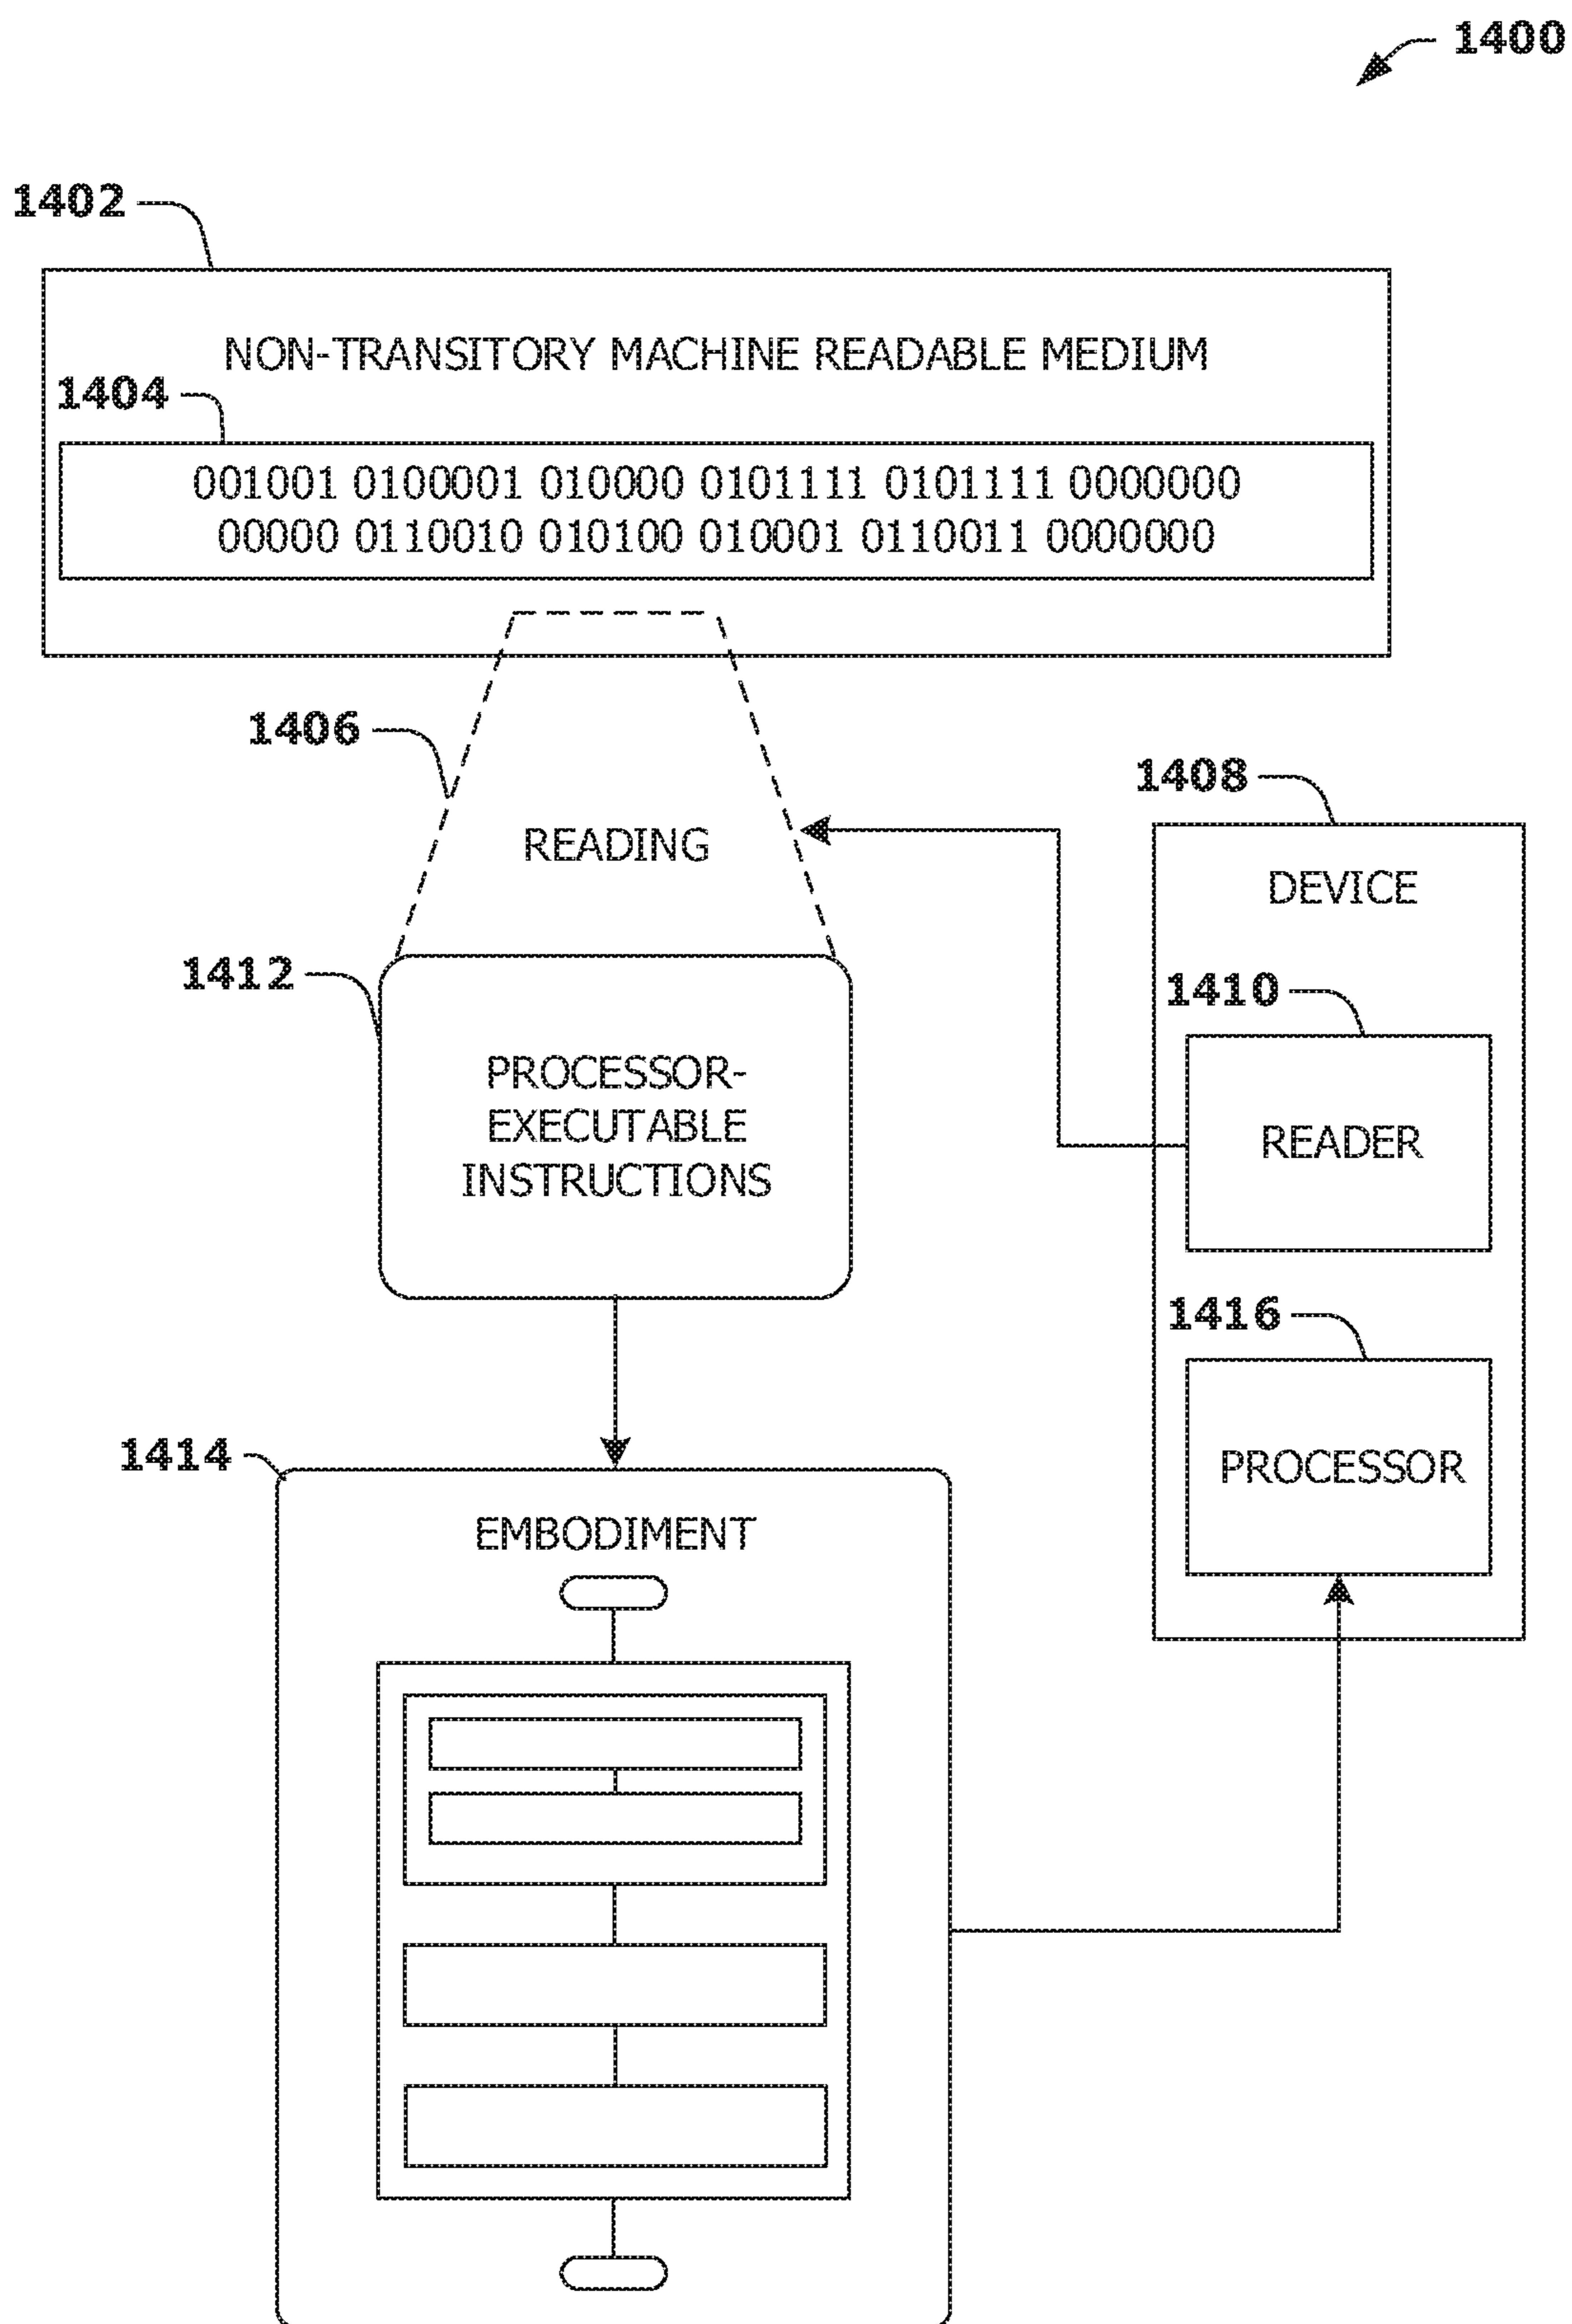 1400
1402
NON-TRANSITORY MACHINE READABLE MEDIUM
1404
001001 0100001 010000 0101111 0101111 0000000
00000 0110010 010100 010001 0110011 0000000
1406
READING
1408
DEVICE
1410
READER
1412
PROCESSOR-
EXECUTABLE
INSTRUCTIONS
1416
PROCESSOR
1414
EMBODIMENT